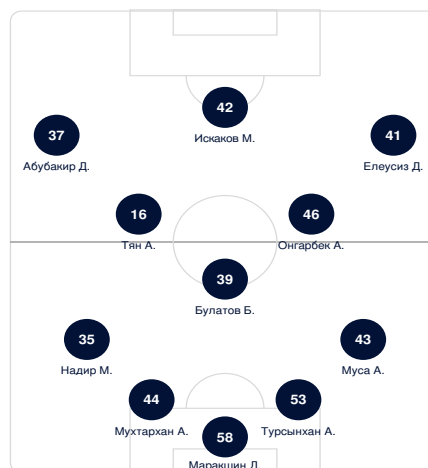 42
Искаков М.
37
Абубакир Д.
41
Елеусиз Д.
16
Тян А.
46
Онгарбек А.
39
Булатов Б.
35
Надир М.
43
Муса А.
44
Мухтархан А.
53
Турсынхан А.
58
Маракшин Д.